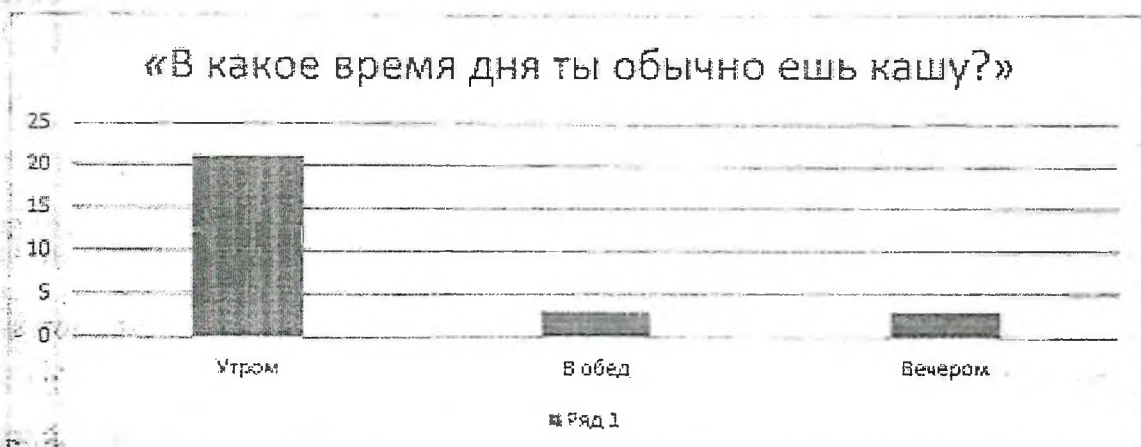 «В какое время дня ты обычно ешь кашу?»
25
20
15
10
5
0
Утром
В обед
Вечером
Ряд 1